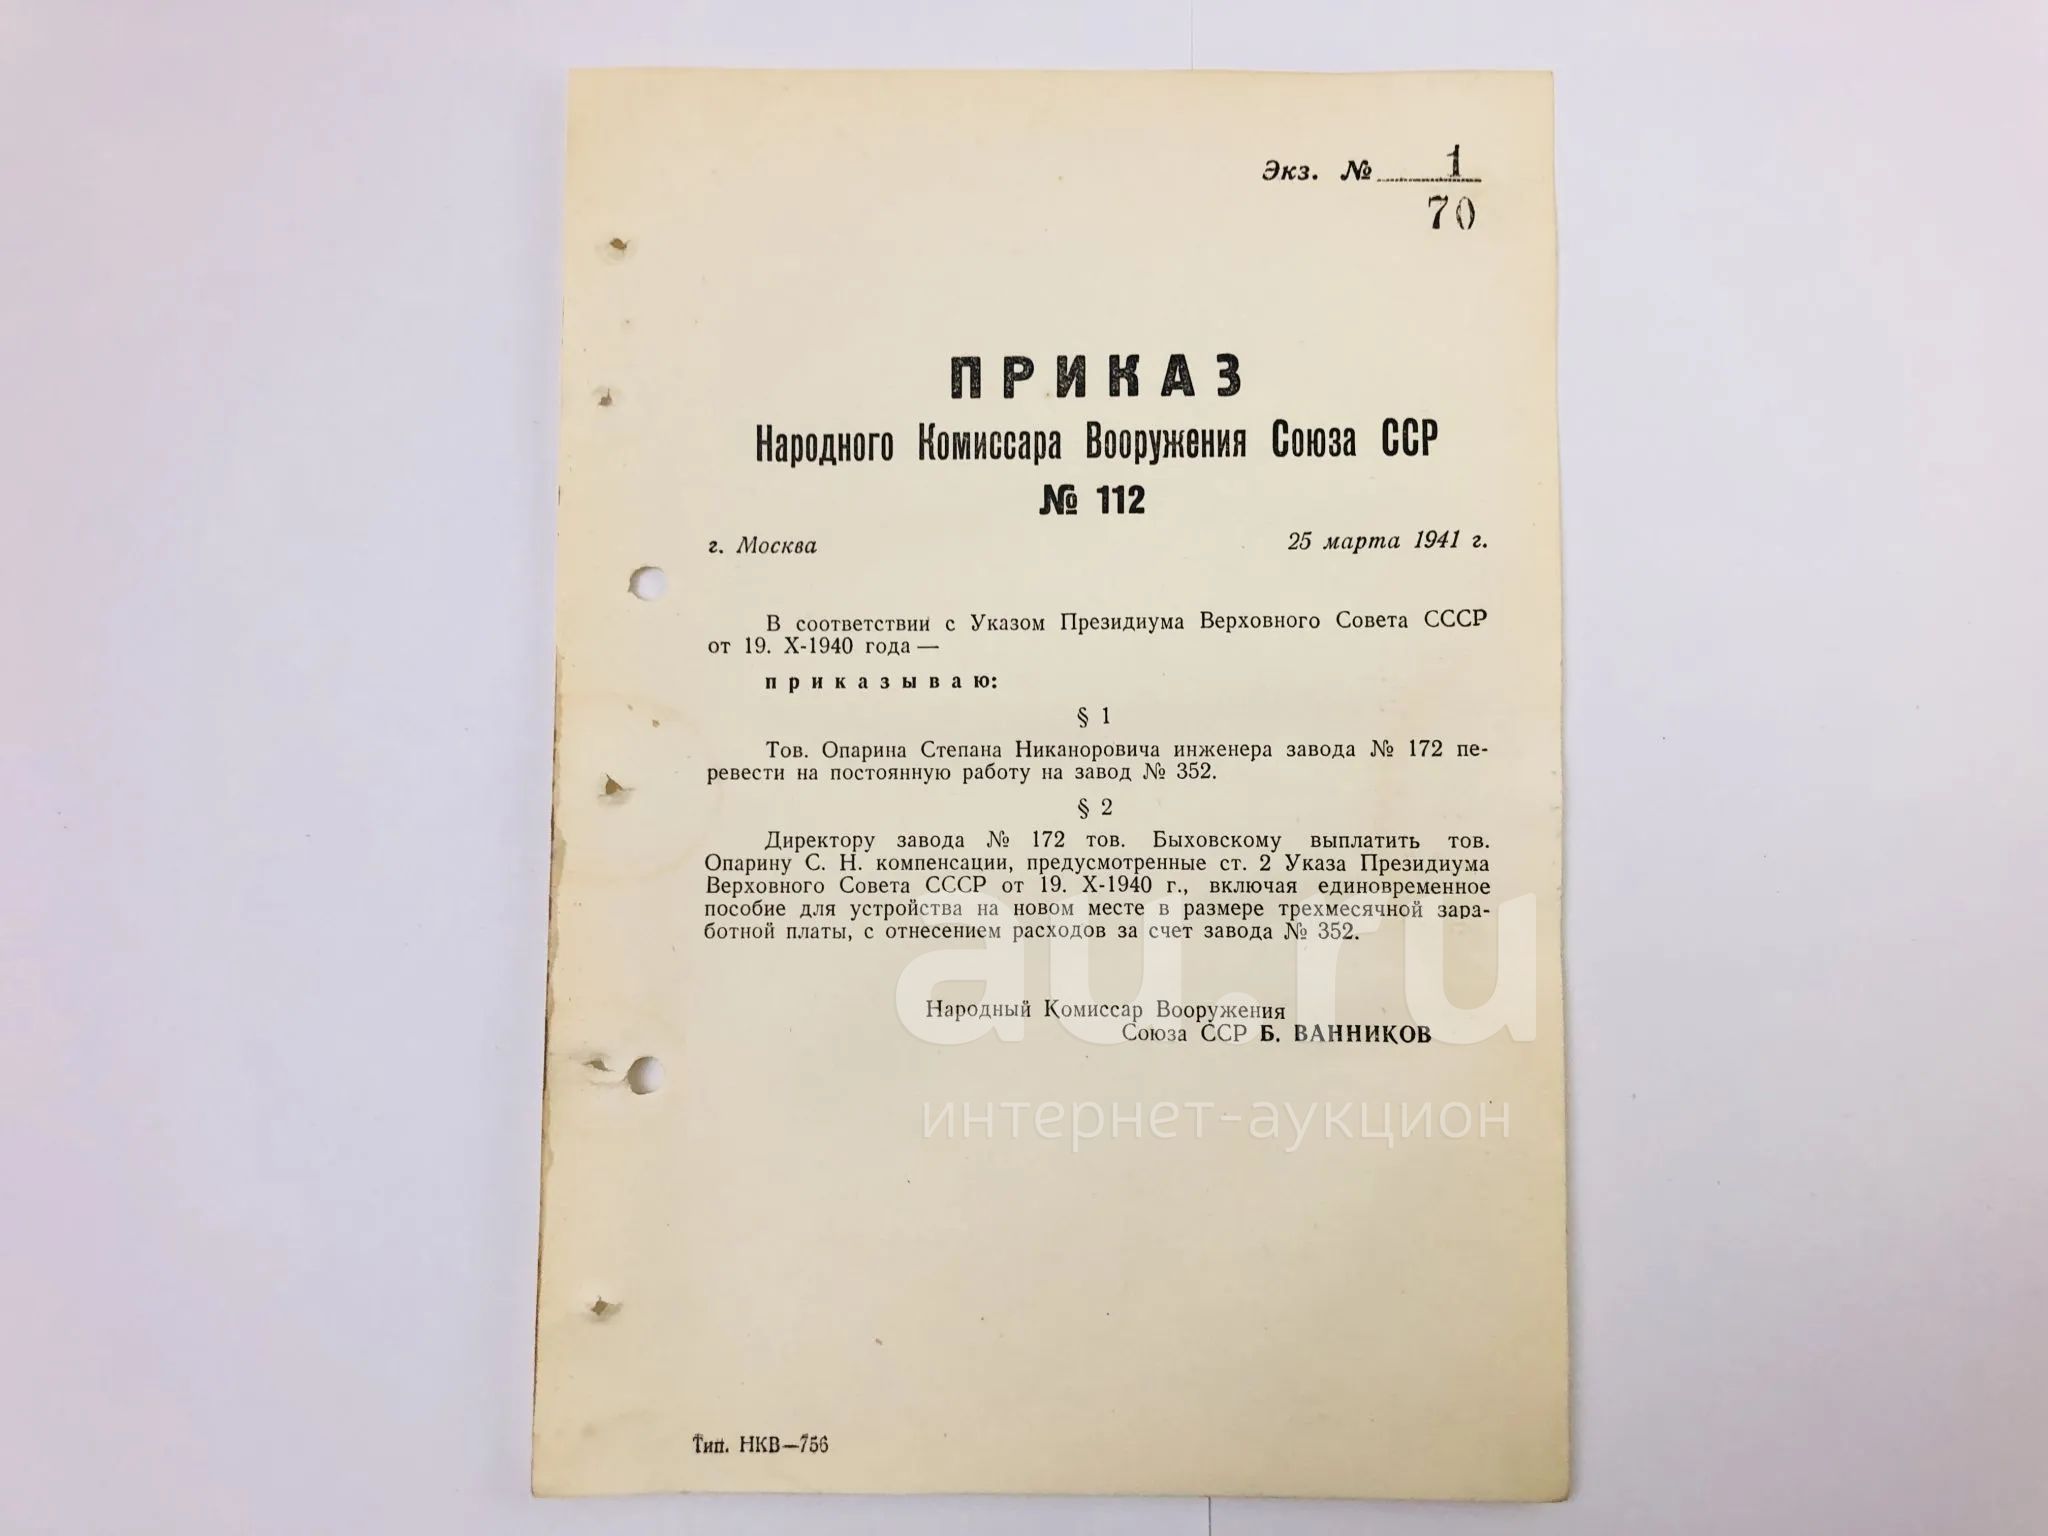 Экз. № 1
70
ПРИКАЗ
Народного Комиссара Вооружения Союза ССР
№ 112
г. Москва 25 марта 1941 г.
В соответствии с Указом Президиума Верховного Совета СССР
от 19. X-1940 года —
приказываю:
§ 1
Тов. Опарина Степана Никаноровича инженера завода № 172 пе-
ревести на постоянную работу на завод № 352.
§ 2
Директору завода № 172 тов. Быховскому выплатить тов.
Опарину С. Н. компенсации, предусмотренные ст. 2 Указа Президиума
Верховного Совета СССР от 19. X-1940 г., включая единовременное
пособие для устройства на новом месте в размере трехмесячной зара-
ботной платы, с отнесением расходов за счет завода № 352.
Народный Комиссар Вооружения
Союза ССР Б. ВАННИКОВ
au.ru
интернет-аукцион
Тип. НКВ—756